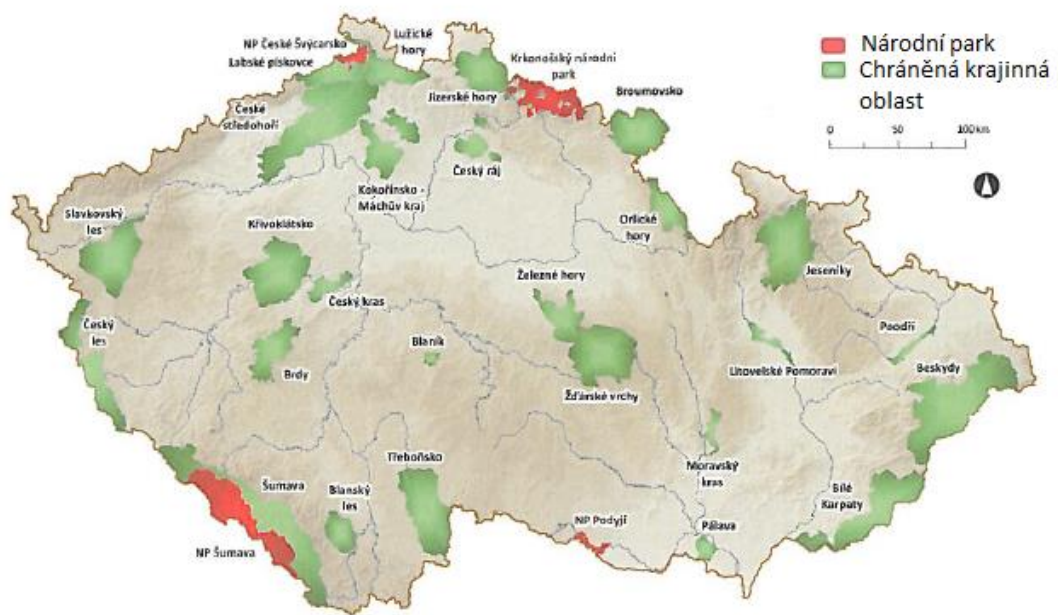 Lužické
hory
NP České Švýcarsko
Labské pískovce
Krkonošský národní
park
Národní park
Chráněná krajinná
oblast
0 50 100 km
Jizerské hory
Broumovsko
České
středohoří
Český ráj
Kokořínsko -
Máchův kraj
Slavkovský
les
Křivoklátsko
Orlické
hory
Železné hory
Jeseníky
Český kras
Český
les
Poodří
Blaník
Litovelské Pomoraví
Beskydy
Brdy
Žďárské vrchy
Třeboňsko
Moravský
kras
Šumava
Blanský
les
Bílé
Karpaty
NP Podyjí
Pálava
NP Šumava